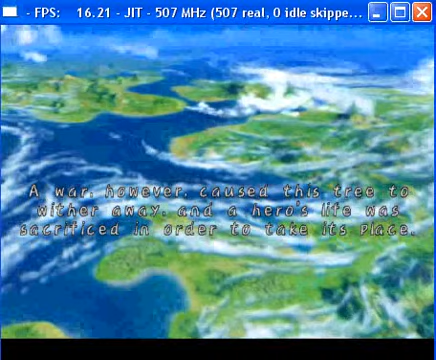 - FPS: 16.21 - JIT - 507 MHz (507 real, 0 idle skippe...
A war, however, caused this tree to
wither away, and a hero's life was
sacrificed in order to take its place.